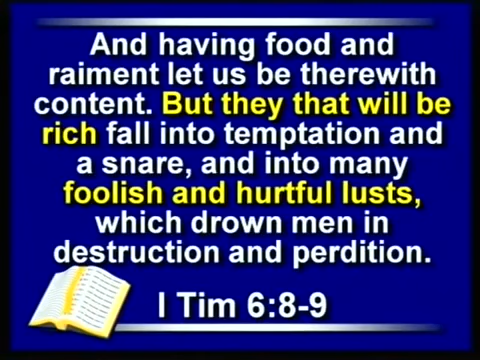 And having food and
raiment let us be therewith
content. But they that will be
rich fall into temptation and
a snare, and into many
foolish and hurtful lusts,
which drown men in
destruction and perdition.
I Tim 6:8-9